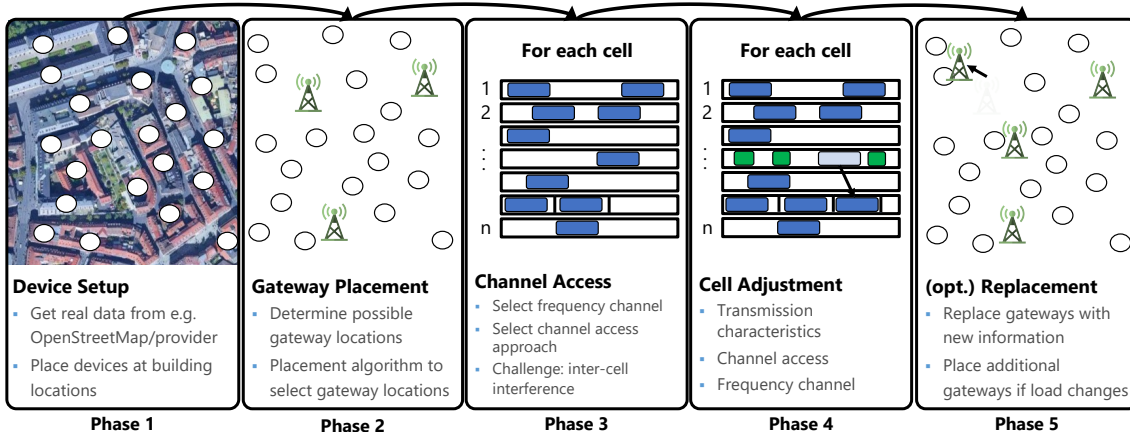 Device Setup
Get real data from e.g.
OpenStreetMap/provider
Place devices at building
locations
Phase 1
Gateway Placement
Determine possible
gateway locations
Placement algorithm to
select gateway locations
Phase 2
For each cell
1
2
⋮
n
Channel Access
Select frequency channel
Select channel access
approach
Challenge: inter-cell
interference
Phase 3
For each cell
1
2
⋮
n
Cell Adjustment
Transmission
characteristics
Channel access
Frequency channel
Phase 4
(opt.) Replacement
Replace gateways with
new information
Place additional
gateways if load changes
Phase 5